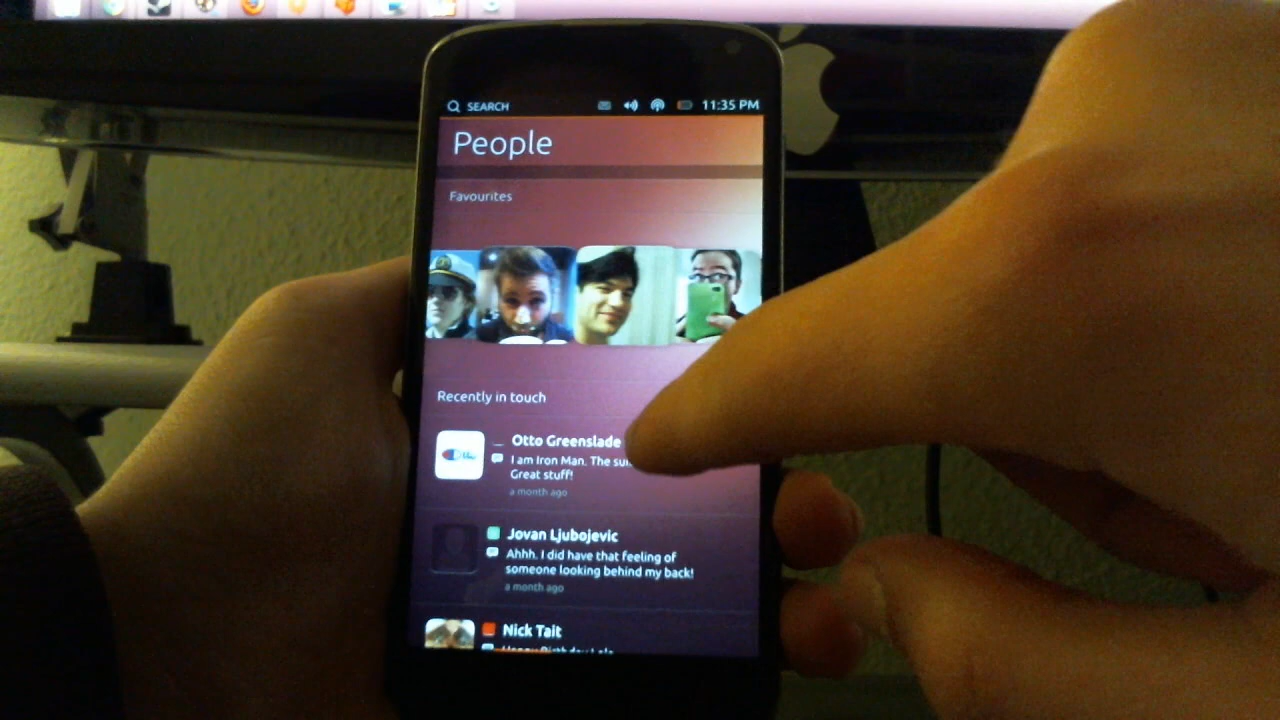 SEARCH 11:35 PM
People
Favourites
Recently in touch
Otto Greenslade
I am Iron Man. The
Great stuff!
a month ago
Jovan Ljubojevic
Ahhh. I did have that feeling of
someone looking behind my back!
a month ago
Nick Tait